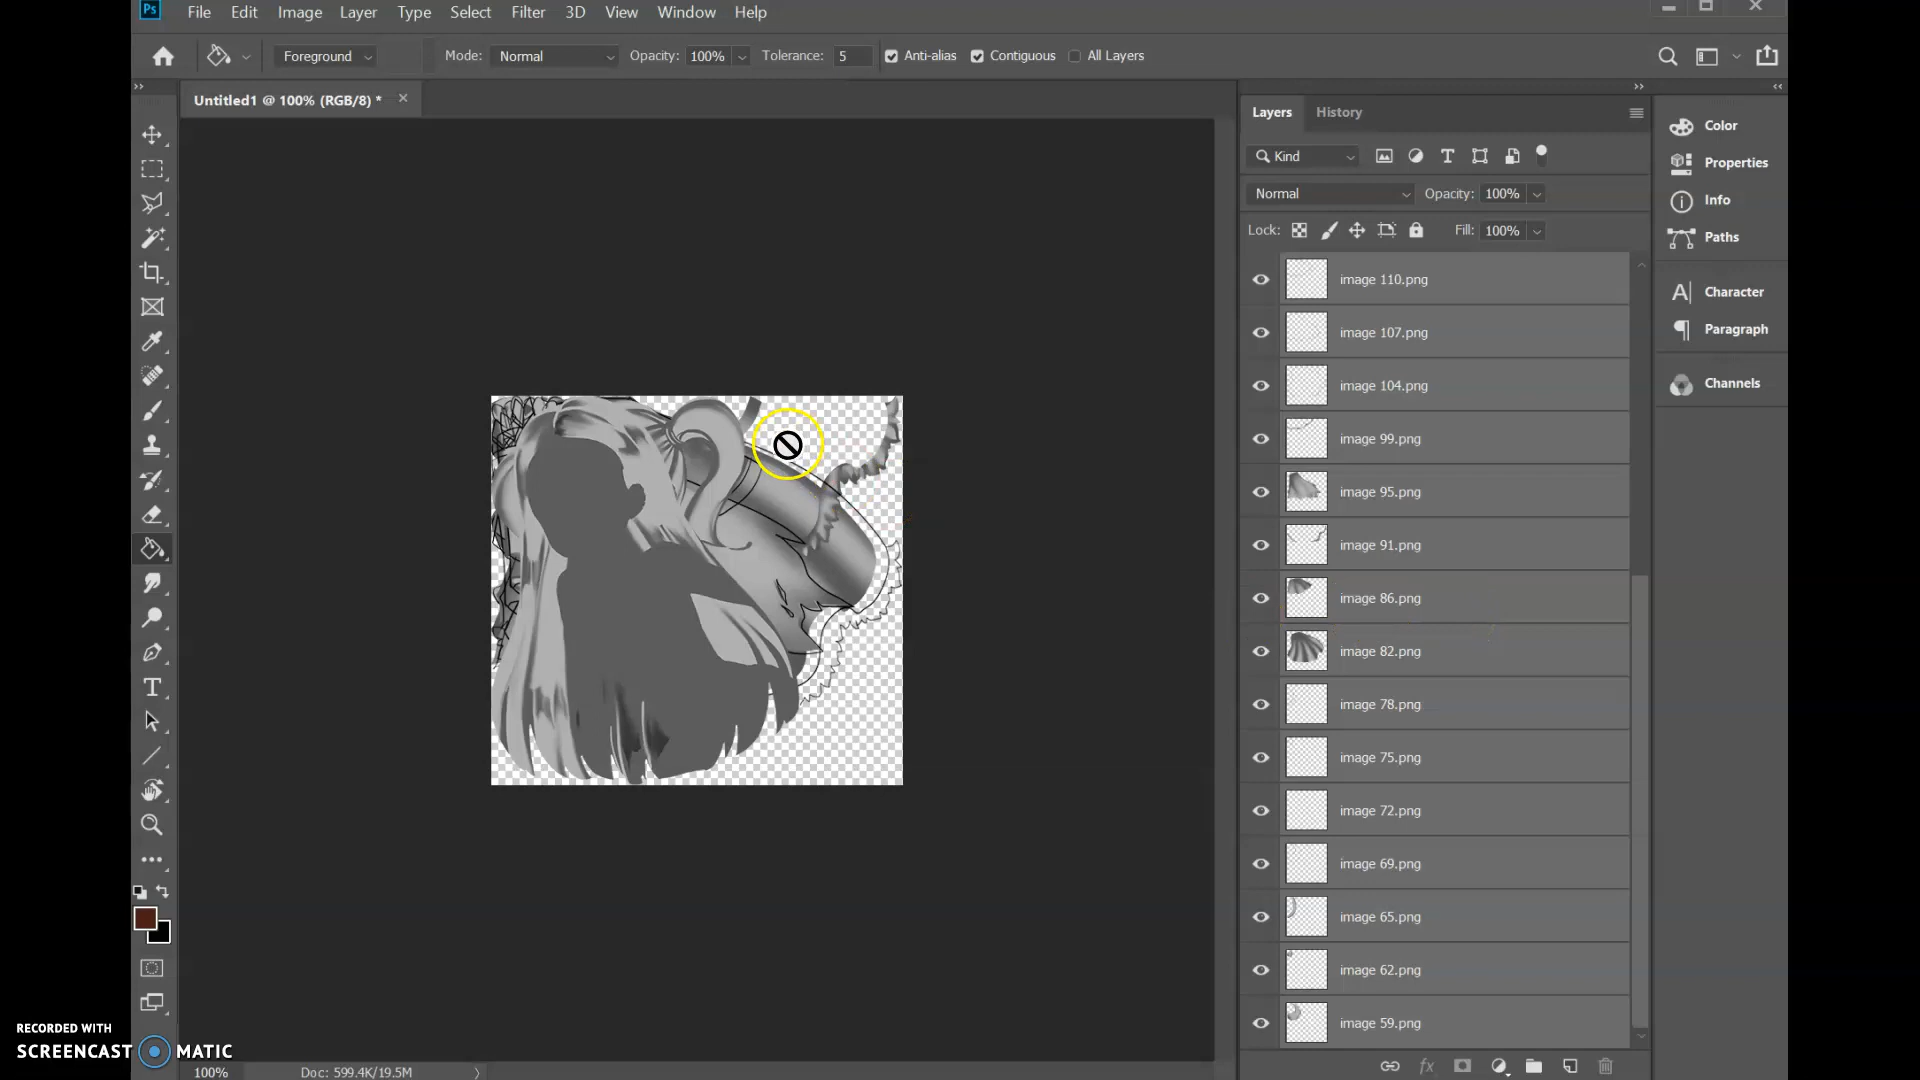 Ps File Edit Image Layer Type Select Filter 3D View Window Help
Foreground Mode: Normal Opacity: 100% Tolerance: 5 Anti-alias Contiguous All Layers
Untitled1 @ 100% (RGB/8) *
Layers History
Kind
Normal Opacity: 100%
Lock: Fill: 100%
image 110.png
image 107.png
image 104.png
image 99.png
image 95.png
image 91.png
image 86.png
image 82.png
image 78.png
image 75.png
image 72.png
image 69.png
image 65.png
image 62.png
image 59.png
Color
Properties
Info
Paths
Character
Paragraph
Channels
RECORDED WITH
SCREENCAST MATIC
100% Doc: 599.4K/19.5M